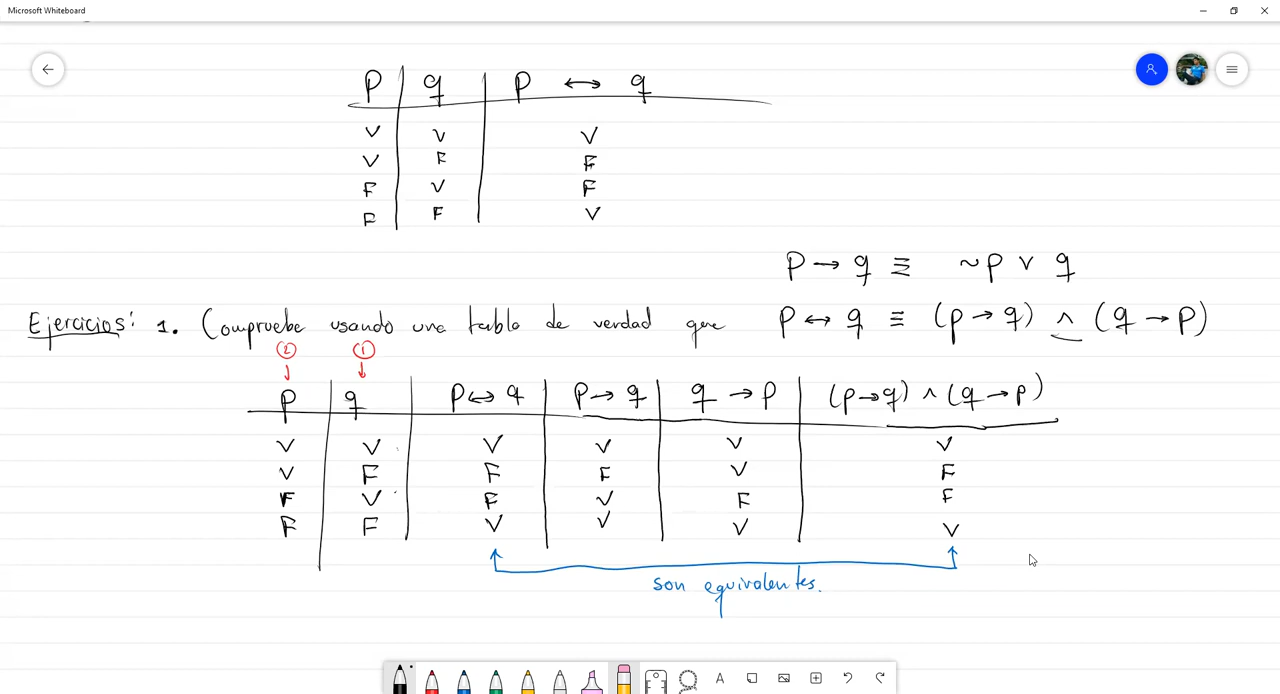 Microsoft Whiteboard
p q p ↔ q
V V V
V F F
F V F
F F V
p → q ≡ ~p ∨ q
Ejercicios: 1. Compruebe usando una tabla de verdad que p ↔ q ≡ (p → q) ∧ (q → p)
② ①
↓ ↓
p q p ↔ q p → q q → p (p → q) ∧ (q → p)
V V V V V V
V F F F V F
F V F V F F
F F V V V V
son equivalentes.
A